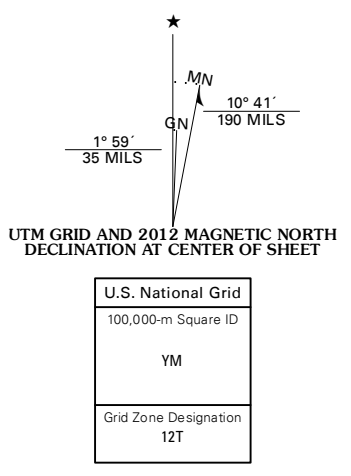 ★
MN
GN
10° 41´
190 MILS
1° 59´
35 MILS
UTM GRID AND 2012 MAGNETIC NORTH
DECLINATION AT CENTER OF SHEET
U.S. National Grid
100,000-m Square ID
YM
Grid Zone Designation
12T